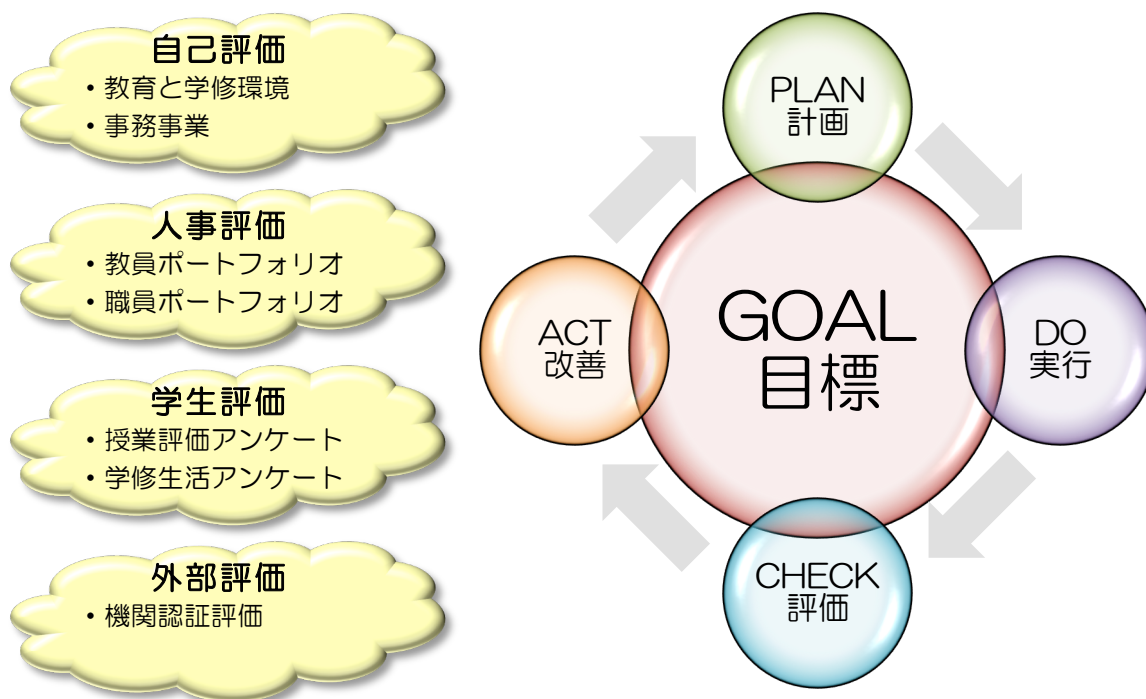 自己評価
・教育と学修環境
・事務事業
人事評価
・教員ポートフォリオ
・職員ポートフォリオ
学生評価
・授業評価アンケート
・学修生活アンケート
外部評価
・機関認証評価
PLAN
計画
GOAL
目標
ACT
改善
DO
実行
CHECK
評価